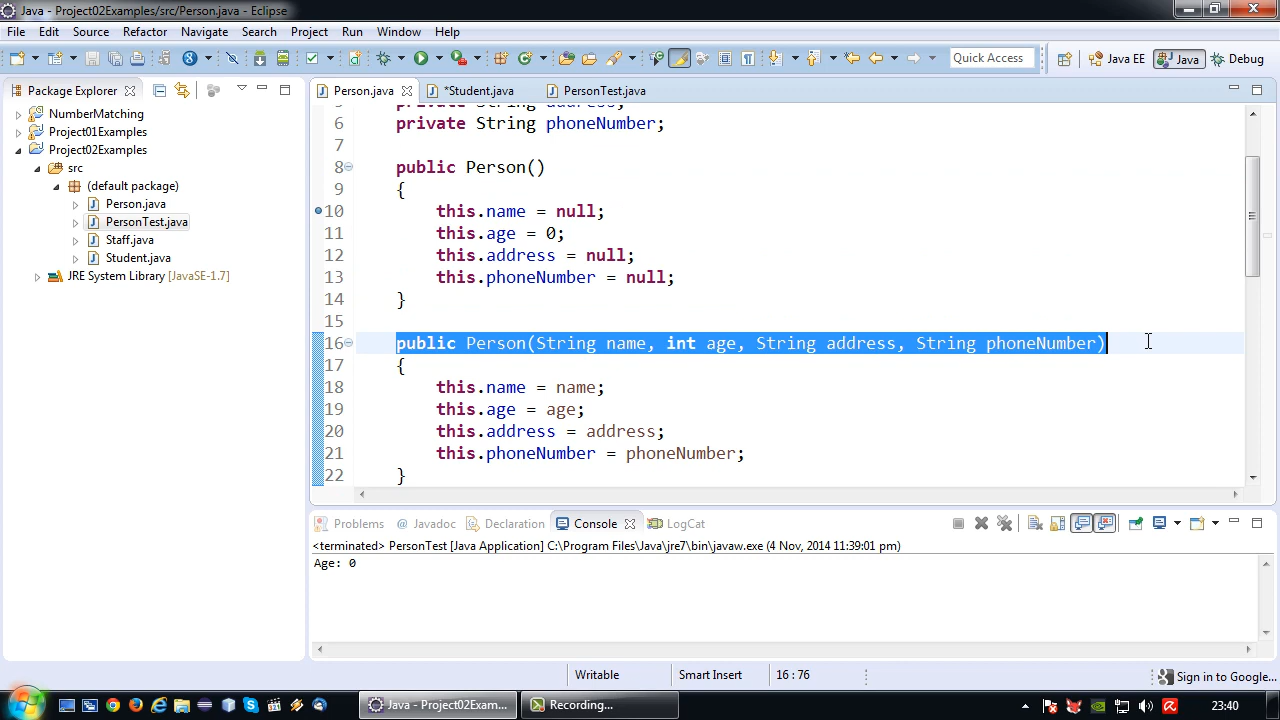 Java - Project02Examples/src/Person.java - Eclipse
File Edit Source Refactor Navigate Search Project Run Window Help
Quick Access Java EE Java Debug
Package Explorer
NumberMatching
Project01Examples
Project02Examples
src
(default package)
Person.java
PersonTest.java
Staff.java
Student.java
JRE System Library [JavaSE-1.7]
Person.java *Student.java PersonTest.java
private String address;
6 private String phoneNumber;
7
8 public Person()
9 {
10 this.name = null;
11 this.age = 0;
12 this.address = null;
13 this.phoneNumber = null;
14 }
15
16 public Person(String name, int age, String address, String phoneNumber)
17 {
18 this.name = name;
19 this.age = age;
20 this.address = address;
21 this.phoneNumber = phoneNumber;
22 }
Problems @ Javadoc Declaration Console LogCat
<terminated> PersonTest [Java Application] C:\Program Files\Java\jre7\bin\javaw.exe (4 Nov, 2014 11:39:01 pm)
Age: 0
Writable Smart Insert 16 : 76 Sign in to Google...
Java - Project02Exam... Recording... 23:40